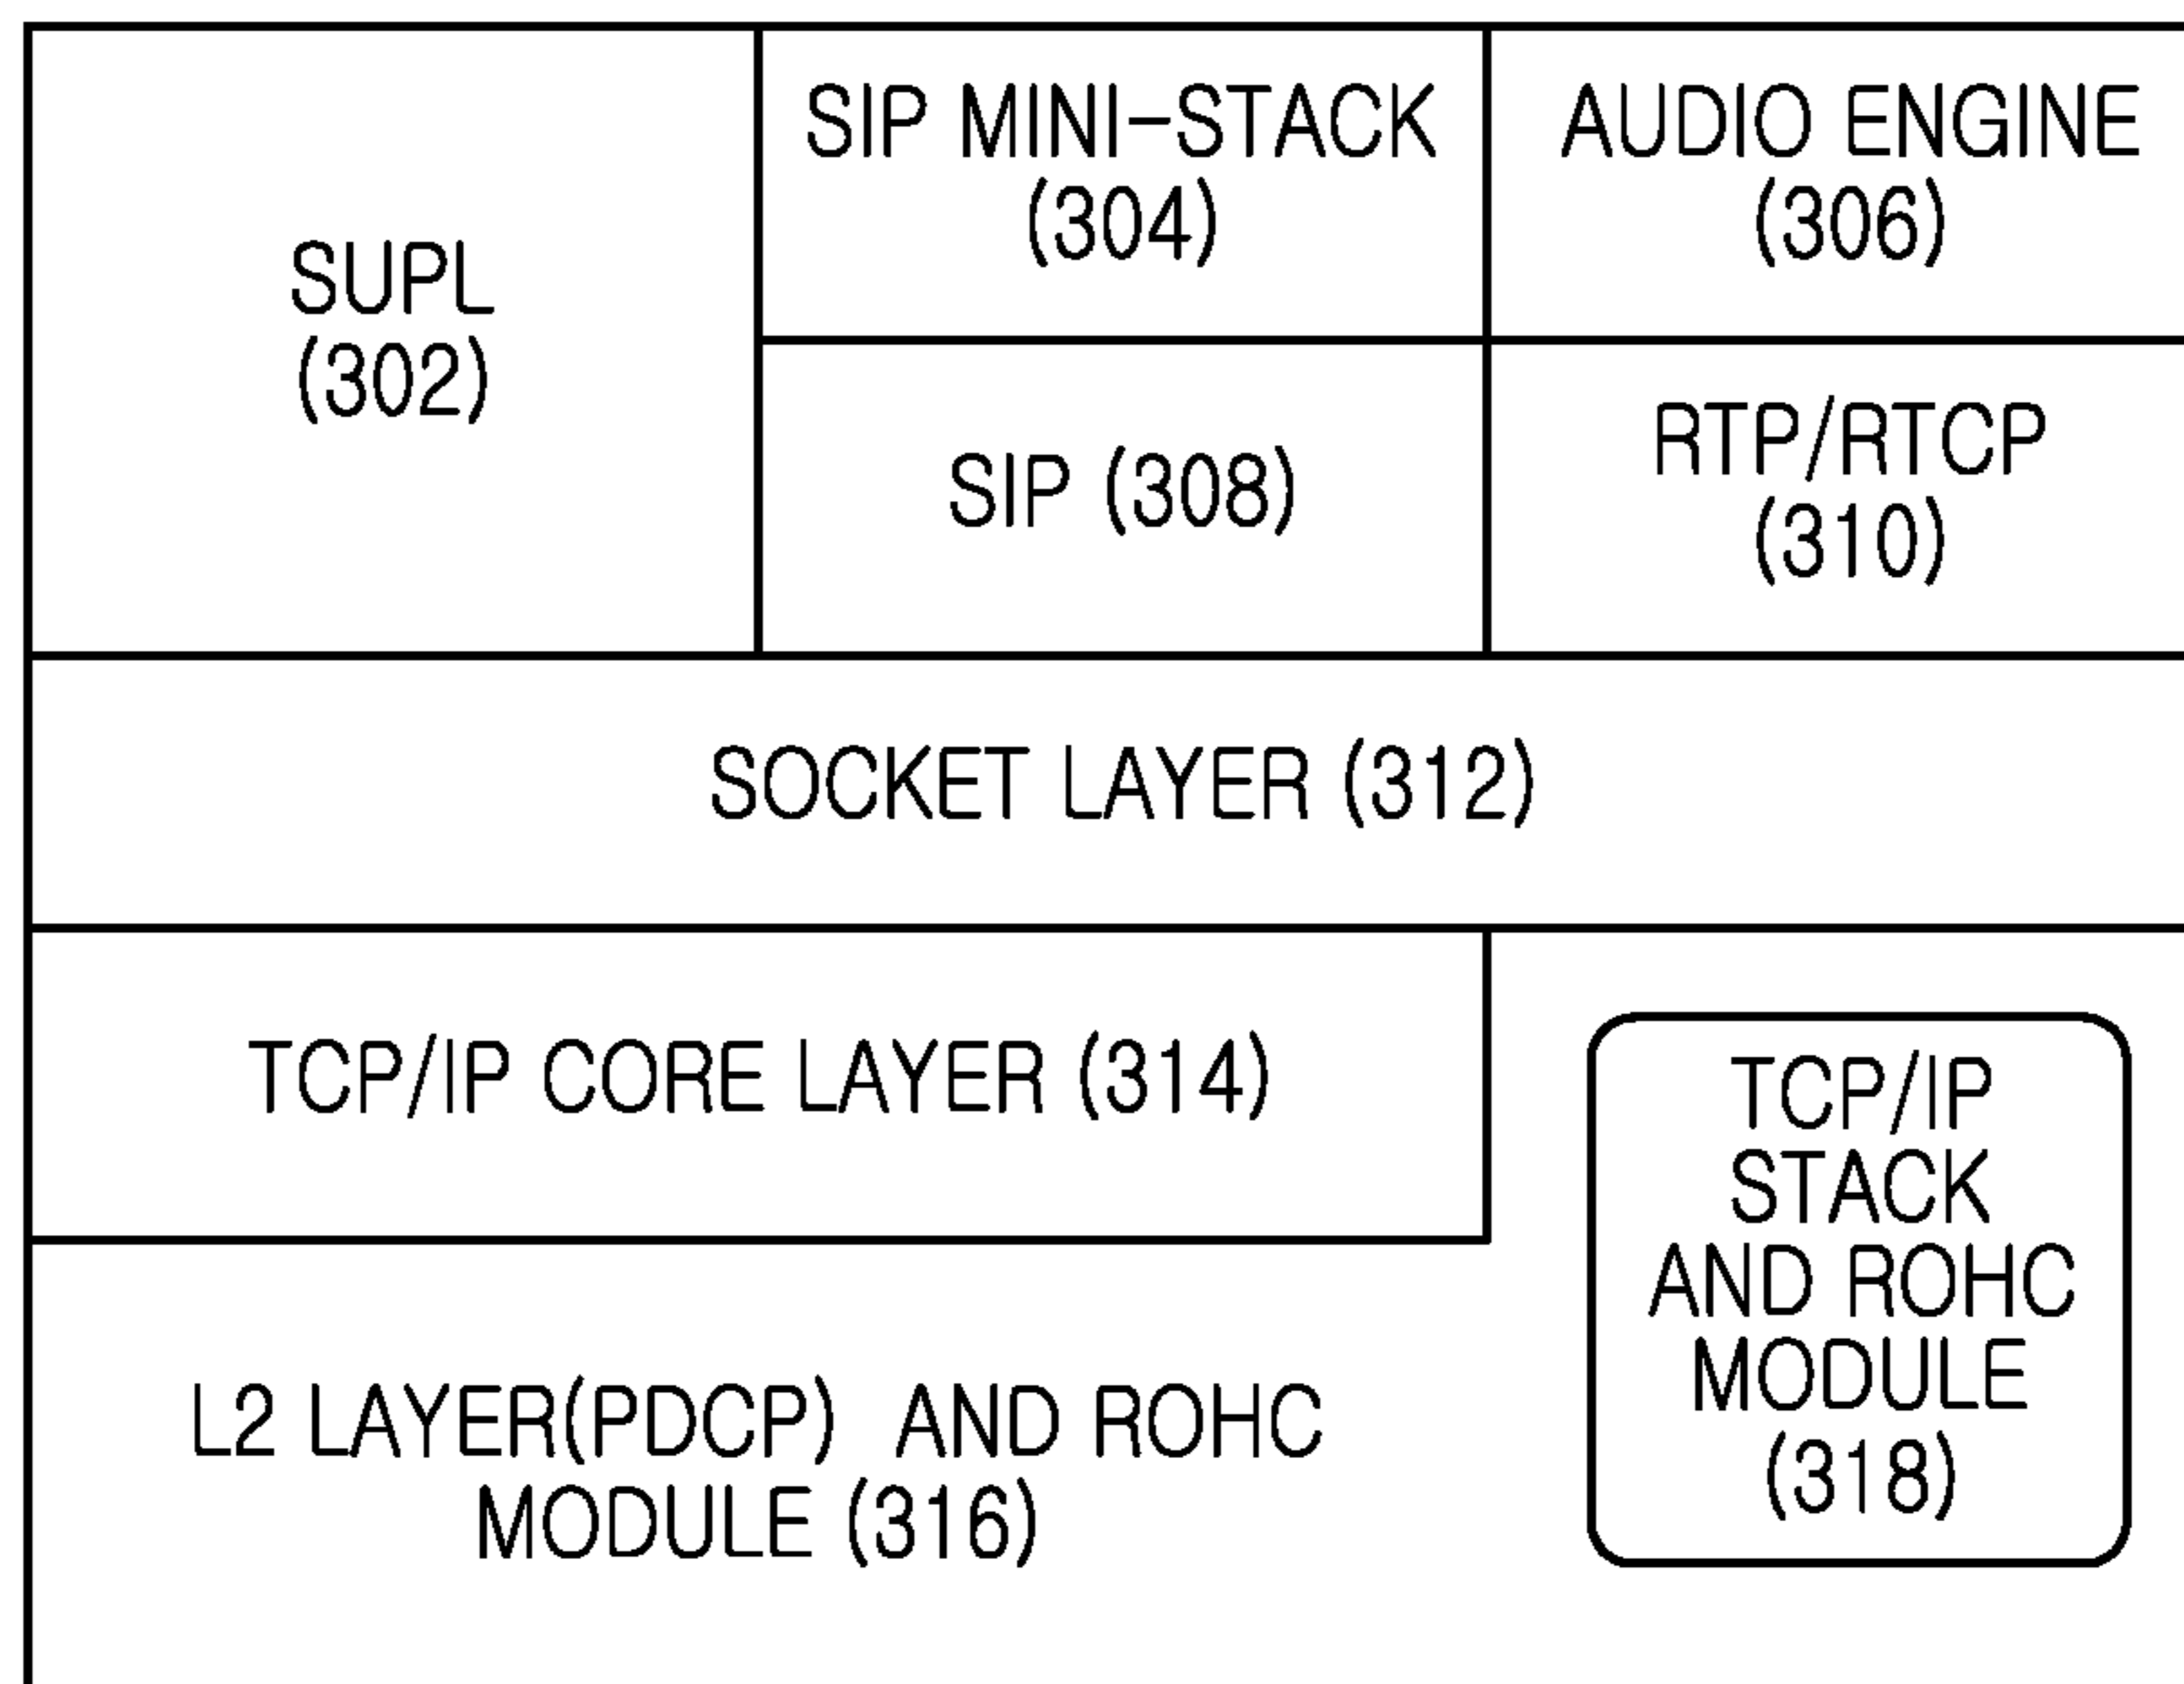 SUPL
(302)
SIP MINI-STACK
(304)
AUDIO ENGINE
(306)
SIP (308)
RTP/RTCP
(310)
SOCKET LAYER (312)
TCP/IP CORE LAYER (314)
L2 LAYER(PDCP) AND ROHC
MODULE (316)
TCP/IP
STACK
AND ROHC
MODULE
(318)